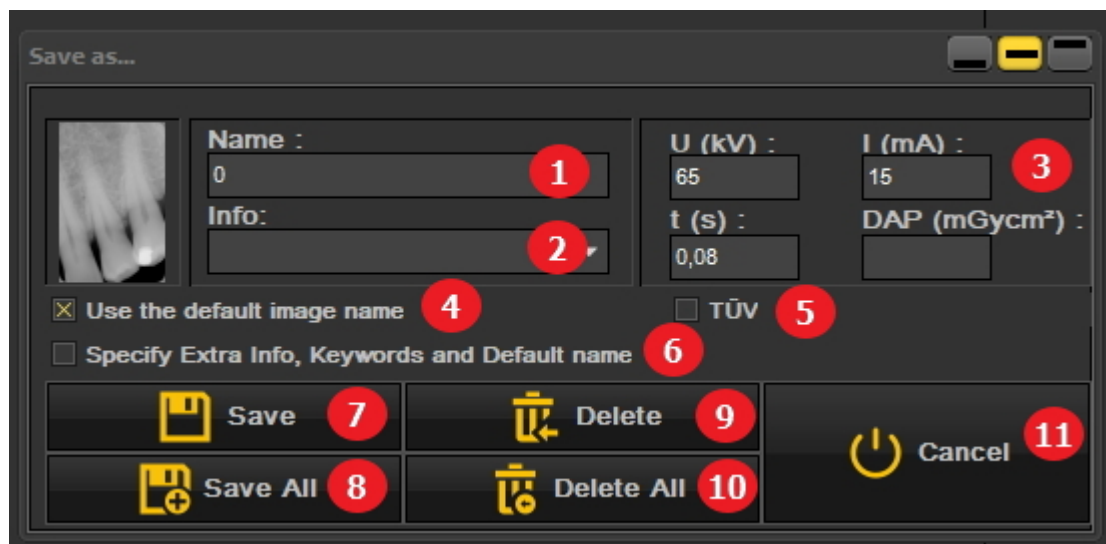 Save as...
Name :
0
1
Info:
2
U (kV) :
65
I (mA) :
15
3
t (s) :
0,08
DAP (mGycm²) :
Use the default image name
4
TÜV
5
Specify Extra Info, Keywords and Default name
6
Save
7
Delete
9
Cancel
11
Save All
8
Delete All
10